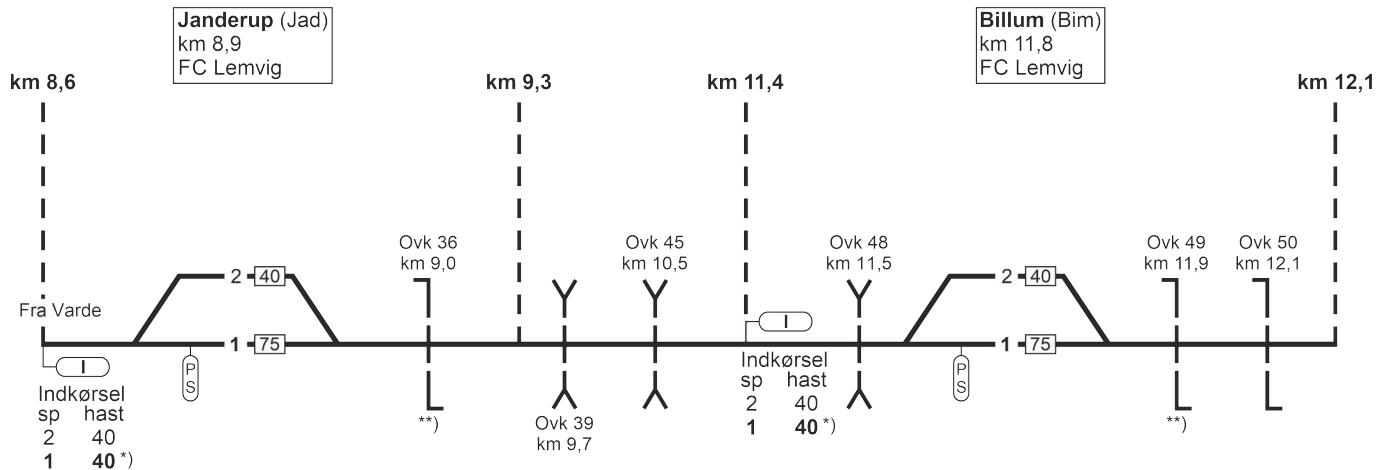 Janderup (Jad)
km 8,9
FC Lemvig
Billum (Bim)
km 11,8
FC Lemvig
km 8,6
km 9,3
km 11,4
km 12,1
Ovk 36
km 9,0
Ovk 45
km 10,5
Ovk 48
km 11,5
Ovk 49
km 11,9
Ovk 50
km 12,1
2 40
2 40
Fra Varde
1 75
1 75
I
I
P
S
P
S
Indkørsel
sp hast
2 40
1 40 *)
**)
Ovk 39
km 9,7
Indkørsel
sp hast
2 40
1 40 *)
**)